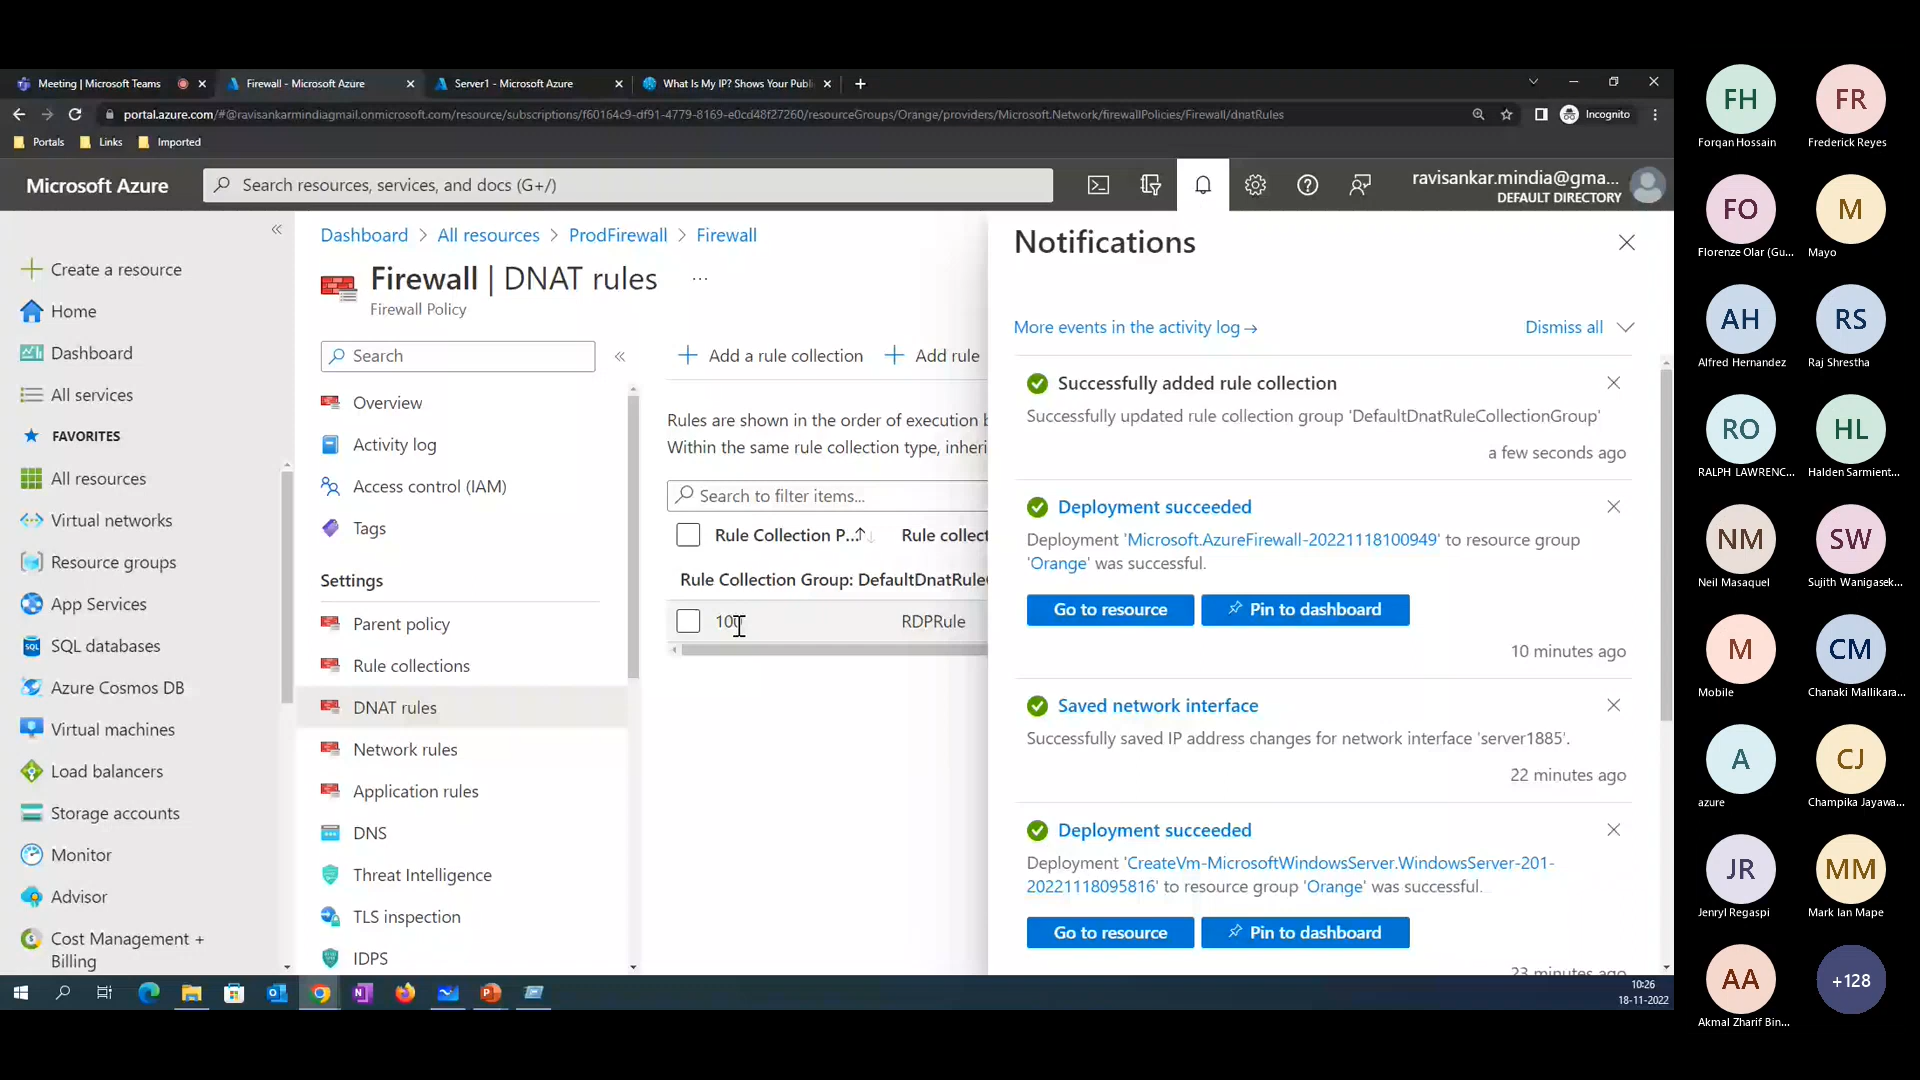 Meeting | Microsoft Teams
Firewall - Microsoft Azure
Server1 - Microsoft Azure
What Is My IP? Shows Your Publ
portal.azure.com/#@ravisankarmindiagmail.onmicrosoft.com/resource/subscriptions/f60164c9-df91-4779-8169-e0cd48f27260/resourceGroups/Orange/providers/Microsoft.Network/firewallPolicies/Firewall/dnatRules
Incognito
Portals
Links
Imported
Microsoft Azure
Search resources, services, and docs (G+/)
ravisankar.mindia@gma...
DEFAULT DIRECTORY
Create a resource
Home
Dashboard
All services
FAVORITES
All resources
Virtual networks
Resource groups
App Services
SQL databases
Azure Cosmos DB
Virtual machines
Load balancers
Storage accounts
Monitor
Advisor
Cost Management +
Billing
Dashboard > All resources > ProdFirewall > Firewall
Firewall | DNAT rules ...
Firewall Policy
Search
Overview
Activity log
Access control (IAM)
Tags
Settings
Parent policy
Rule collections
DNAT rules
Network rules
Application rules
DNS
Threat Intelligence
TLS inspection
IDPS
Add a rule collection
Add rule
Rules are shown in the order of execution b
Within the same rule collection type, inheri
Search to filter items...
Rule Collection P... Rule collect
Rule Collection Group: DefaultDnatRuleC
100 RDPRule
Notifications
More events in the activity log →
Dismiss all
Successfully added rule collection
Successfully updated rule collection group 'DefaultDnatRuleCollectionGroup'
a few seconds ago
Deployment succeeded
Deployment 'Microsoft.AzureFirewall-20221118100949' to resource group
'Orange' was successful.
Go to resource
Pin to dashboard
10 minutes ago
Saved network interface
Successfully saved IP address changes for network interface 'server1885'.
22 minutes ago
Deployment succeeded
Deployment 'CreateVm-MicrosoftWindowsServer.WindowsServer-201-
20221118095816' to resource group 'Orange' was successful.
Go to resource
Pin to dashboard
23 minutes ago
10:26
18-11-2022
FH
Forqan Hossain
FR
Frederick Reyes
FO
Florenze Olar (Gu...
M
Mayo
AH
Alfred Hernandez
RS
Raj Shrestha
RO
RALPH LAWRENC...
HL
Halden Sarmient...
NM
Neil Masaquel
SW
Sujith Wanigasek...
M
Mobile
CM
Chanaki Mallikara...
A
azure
CJ
Champika Jayawa...
JR
Jenryl Regaspi
MM
Mark Ian Mape
AA
Akmal Zharif Bin...
+128